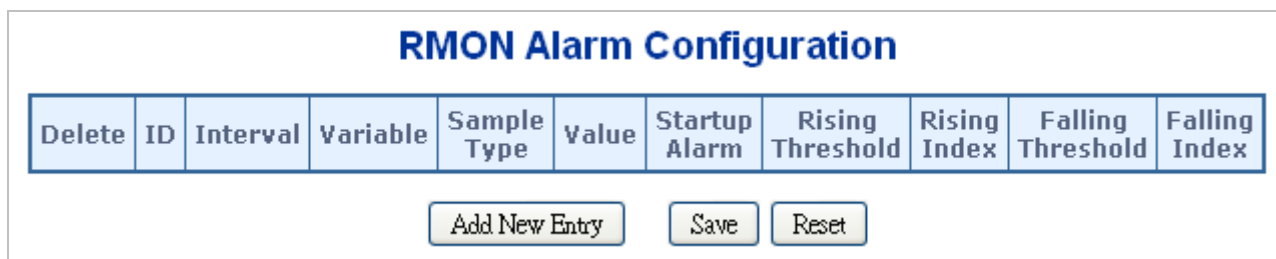 RMON Alarm Configuration
Delete ID Interval Variable Sample Type Value Startup Alarm Rising Threshold Rising Index Falling Threshold Falling Index
Add New Entry Save Reset